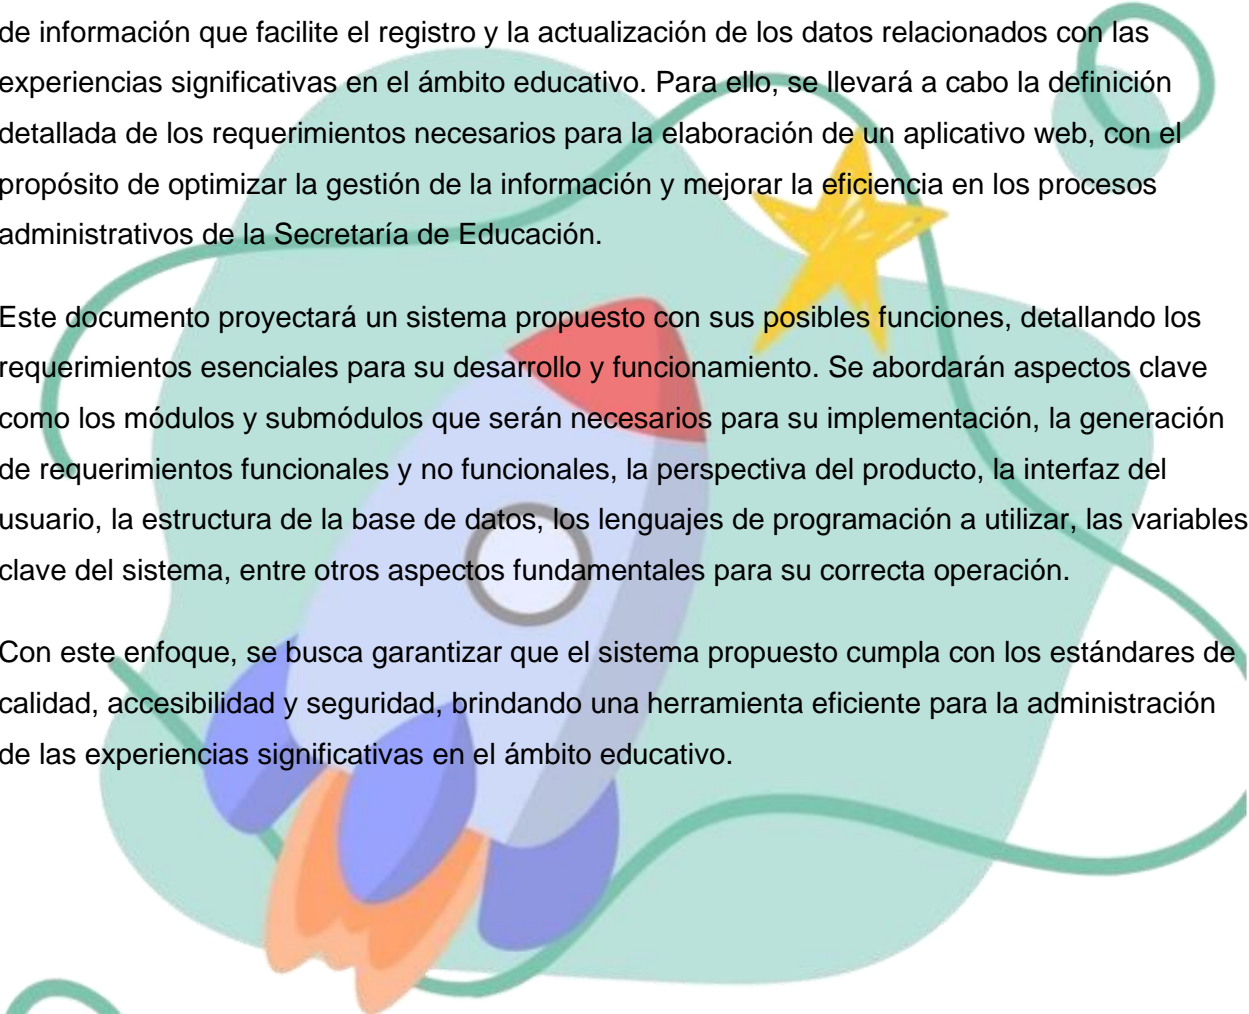 de información que facilite el registro y la actualización de los datos relacionados con las
experiencias significativas en el ámbito educativo. Para ello, se llevará a cabo la definición
detallada de los requerimientos necesarios para la elaboración de un aplicativo web, con el
propósito de optimizar la gestión de la información y mejorar la eficiencia en los procesos
administrativos de la Secretaría de Educación.
Este documento proyectará un sistema propuesto con sus posibles funciones, detallando los
requerimientos esenciales para su desarrollo y funcionamiento. Se abordarán aspectos clave
como los módulos y submódulos que serán necesarios para su implementación, la generación
de requerimientos funcionales y no funcionales, la perspectiva del producto, la interfaz del
usuario, la estructura de la base de datos, los lenguajes de programación a utilizar, las variables
clave del sistema, entre otros aspectos fundamentales para su correcta operación.
Con este enfoque, se busca garantizar que el sistema propuesto cumpla con los estándares de
calidad, accesibilidad y seguridad, brindando una herramienta eficiente para la administración
de las experiencias significativas en el ámbito educativo.